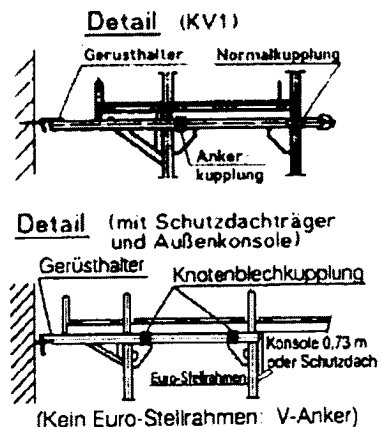 Detail (KV1)
Gerüsthalter
Normalkupplung
Anker
kupplung
Detail (mit Schutzdachträger
und Außenkonsole)
Gerüsthalter
Knotenblechkupplung
Konsole 0,73 m
oder Schutzdach
Euro-Stellrahmen
(Kein Euro-Stellrahmen: V-Anker)